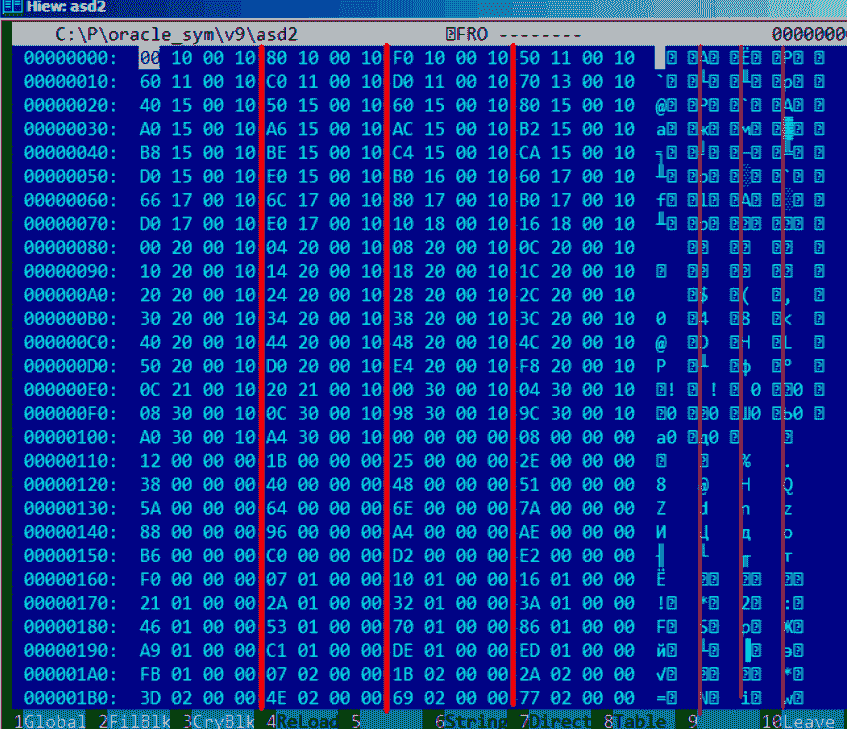 Hiew: asd2
C:\P\oracle_sym\v9\asd2 FRO -------- 0000000
00000000: 00 10 00 10 80 10 00 10 F0 10 00 10 50 11 00 10
00000010: 60 11 00 10 C0 11 00 10 D0 11 00 10 70 13 00 10
00000020: 40 15 00 10 50 15 00 10 60 15 00 10 80 15 00 10
00000030: A0 15 00 10 A6 15 00 10 AC 15 00 10 B2 15 00 10
00000040: B8 15 00 10 BE 15 00 10 C4 15 00 10 CA 15 00 10
00000050: D0 15 00 10 E0 15 00 10 B0 16 00 10 60 17 00 10
00000060: 66 17 00 10 6C 17 00 10 80 17 00 10 B0 17 00 10
00000070: D0 17 00 10 E0 17 00 10 10 18 00 10 16 18 00 10
00000080: 00 20 00 10 04 20 00 10 08 20 00 10 0C 20 00 10
00000090: 10 20 00 10 14 20 00 10 18 20 00 10 1C 20 00 10
000000A0: 20 20 00 10 24 20 00 10 28 20 00 10 2C 20 00 10
000000B0: 30 20 00 10 34 20 00 10 38 20 00 10 3C 20 00 10
000000C0: 40 20 00 10 44 20 00 10 48 20 00 10 4C 20 00 10
000000D0: 50 20 00 10 D0 20 00 10 E4 20 00 10 F8 20 00 10
000000E0: 0C 21 00 10 20 21 00 10 00 30 00 10 04 30 00 10
000000F0: 08 30 00 10 0C 30 00 10 98 30 00 10 9C 30 00 10
00000100: A0 30 00 10 A4 30 00 10 00 00 00 00 08 00 00 00
00000110: 12 00 00 00 1B 00 00 00 25 00 00 00 2E 00 00 00
00000120: 38 00 00 00 40 00 00 00 48 00 00 00 51 00 00 00
00000130: 5A 00 00 00 64 00 00 00 6E 00 00 00 7A 00 00 00
00000140: 88 00 00 00 96 00 00 00 A4 00 00 00 AE 00 00 00
00000150: B6 00 00 00 C0 00 00 00 D2 00 00 00 E2 00 00 00
00000160: F0 00 00 00 07 01 00 00 10 01 00 00 16 01 00 00
00000170: 21 01 00 00 2A 01 00 00 32 01 00 00 3A 01 00 00
00000180: 46 01 00 00 53 01 00 00 70 01 00 00 86 01 00 00
00000190: A9 01 00 00 C1 01 00 00 DE 01 00 00 ED 01 00 00
000001A0: FB 01 00 00 07 02 00 00 1B 02 00 00 2A 02 00 00
000001B0: 3D 02 00 00 4E 02 00 00 69 02 00 00 77 02 00 00
1Global 2FilBlk 3CryBlk 4ReLoad 5 6String 7Direct 8Table 9 10Leave